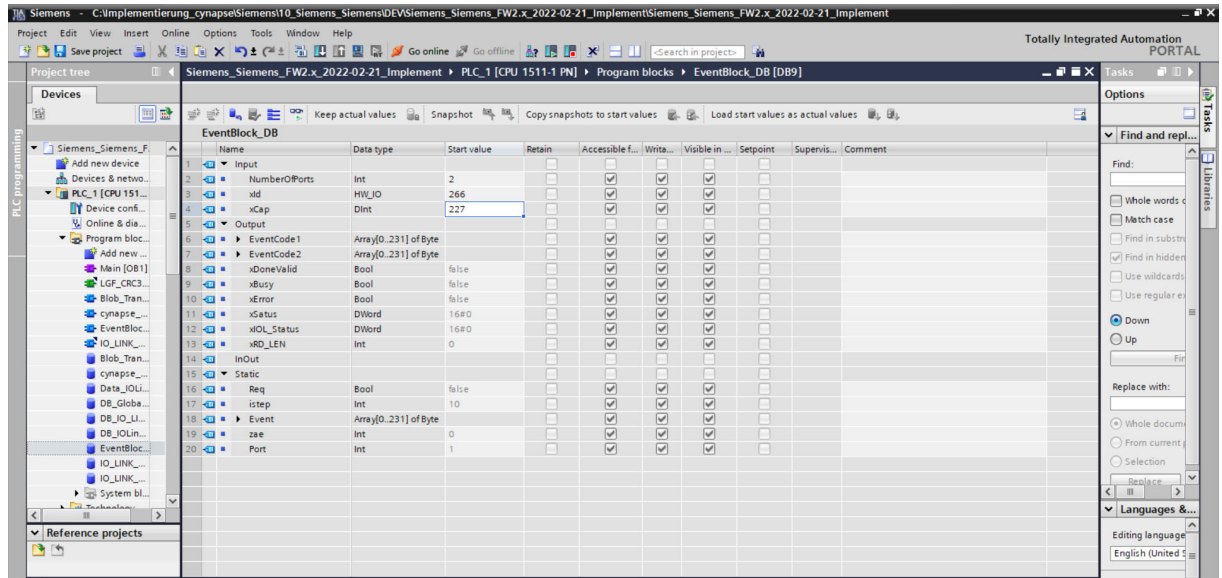 Siemens - C:\Implementierung_cynapse\Siemens\10_Siemens_Siemens\DEV\Siemens_Siemens_FW2.x_2022-02-21_Implement\Siemens_Siemens_FW2.x_2022-02-21_Implement
Project Edit View Insert Online Options Tools Window Help
Totally Integrated Automation
PORTAL
Save project Go online Go offline <Search in project>
Project tree
Siemens_Siemens_FW2.x_2022-02-21_Implement PLC_1 [CPU 1511-1 PN] Program blocks EventBlock_DB [DB9]
Tasks
Devices
Options
Keep actual values Snapshot Copy snapshots to start values Load start values as actual values
EventBlock_DB
Name Data type Start value Retain Accessible f... Writa... Visible in ... Setpoint Supervis... Comment
1 Input
2 NumberOfPorts Int 2
3 xId HW_IO 266
4 xCap DInt 227
5 Output
6 EventCode1 Array[0..231] of Byte
7 EventCode2 Array[0..231] of Byte
8 xDoneValid Bool false
9 xBusy Bool false
10 xError Bool false
11 xSatus DWord 16#0
12 xIOL_Status DWord 16#0
13 xRD_LEN Int 0
14 InOut
15 Static
16 Req Bool false
17 istep Int 10
18 Event Array[0..231] of Byte
19 zae Int 0
20 Port Int 1
PLC programming
Siemens_Siemens_F...
Add new device
Devices & netwo...
PLC_1 [CPU 151...
Device confi...
Online & dia...
Program bloc...
Add new ...
Main [OB1]
LGF_CRC3...
Blob_Tran...
cynapse_...
EventBloc...
IO_LINK_...
Blob_Tran...
cynapse_...
Data_IOLi...
DB_Globa...
DB_IO_LI...
DB_IOLin...
EventBloc...
IO_LINK_...
IO_LINK_...
System bl...
Reference projects
Find and repl...
Find:
Whole words
Match case
Find in substr
Find in hidden
Use wildcards
Use regular
Down
Up
Replace with:
Whole docum
From current
Selection
Replace
Languages &...
Editing language
English (United S
Tasks
Libraries